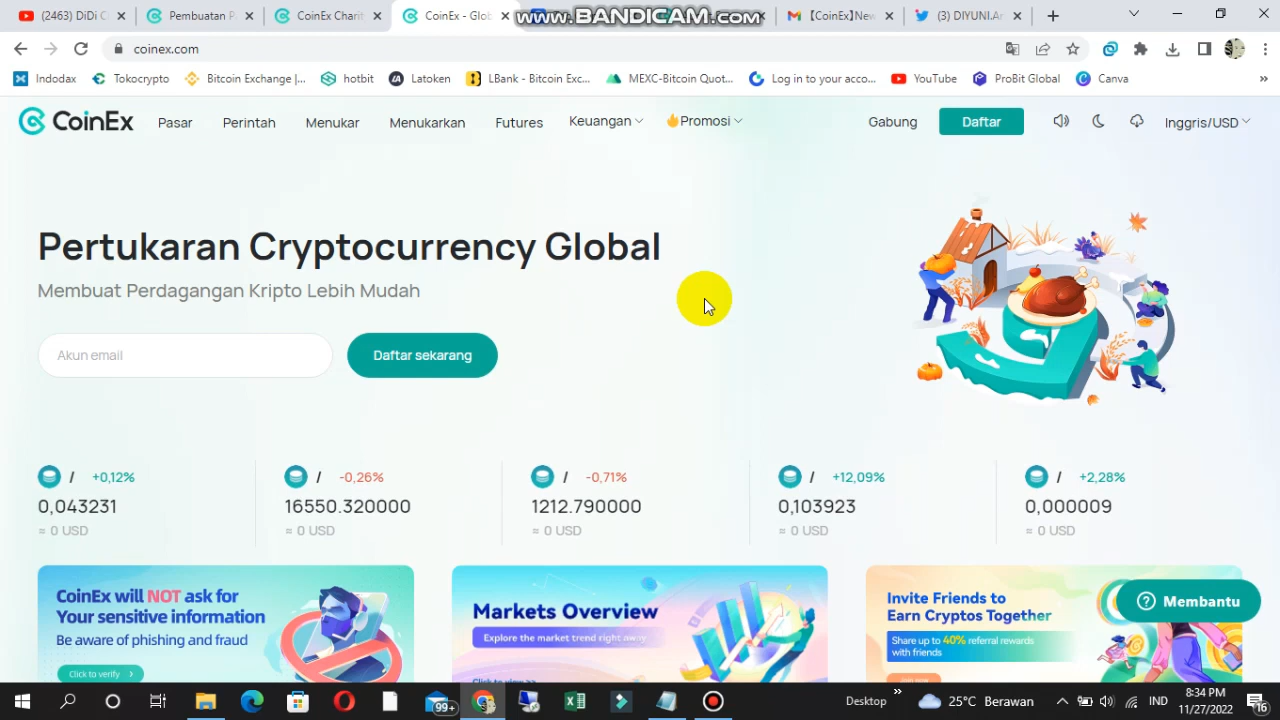 (2463) DiDi C
Pembuatan P
CoinEx Charit
CoinEx - Glob
www.BANDICAM.com
【CoinEx】New
(3) DIYUNI.Ar
coinex.com
Indodax
Tokocrypto
Bitcoin Exchange |...
hotbit
Latoken
LBank - Bitcoin Exc...
MEXC-Bitcoin Quot...
Log in to your acco...
YouTube
ProBit Global
Canva
»
CoinEx
Pasar
Perintah
Menukar
Menukarkan
Futures
Keuangan
Promosi
Gabung
Daftar
Inggris/USD
Pertukaran Cryptocurrency Global
Membuat Perdagangan Kripto Lebih Mudah
Akun email
Daftar sekarang
/ +0,12%
0,043231
≈ 0 USD
/ -0,26%
16550.320000
≈ 0 USD
/ -0,71%
1212.790000
≈ 0 USD
/ +12,09%
0,103923
≈ 0 USD
/ +2,28%
0,000009
≈ 0 USD
CoinEx will NOT ask for
Your sensitive information
Be aware of phishing and fraud
Click to verify
Markets Overview
Explore the market trend right away
Click to view
Invite Friends to
Earn Cryptos Together
Share up to 40% referral rewards
with friends
Join now
Membantu
99+
Desktop
»
25°C Berawan
IND
8:34 PM
11/27/2022
16